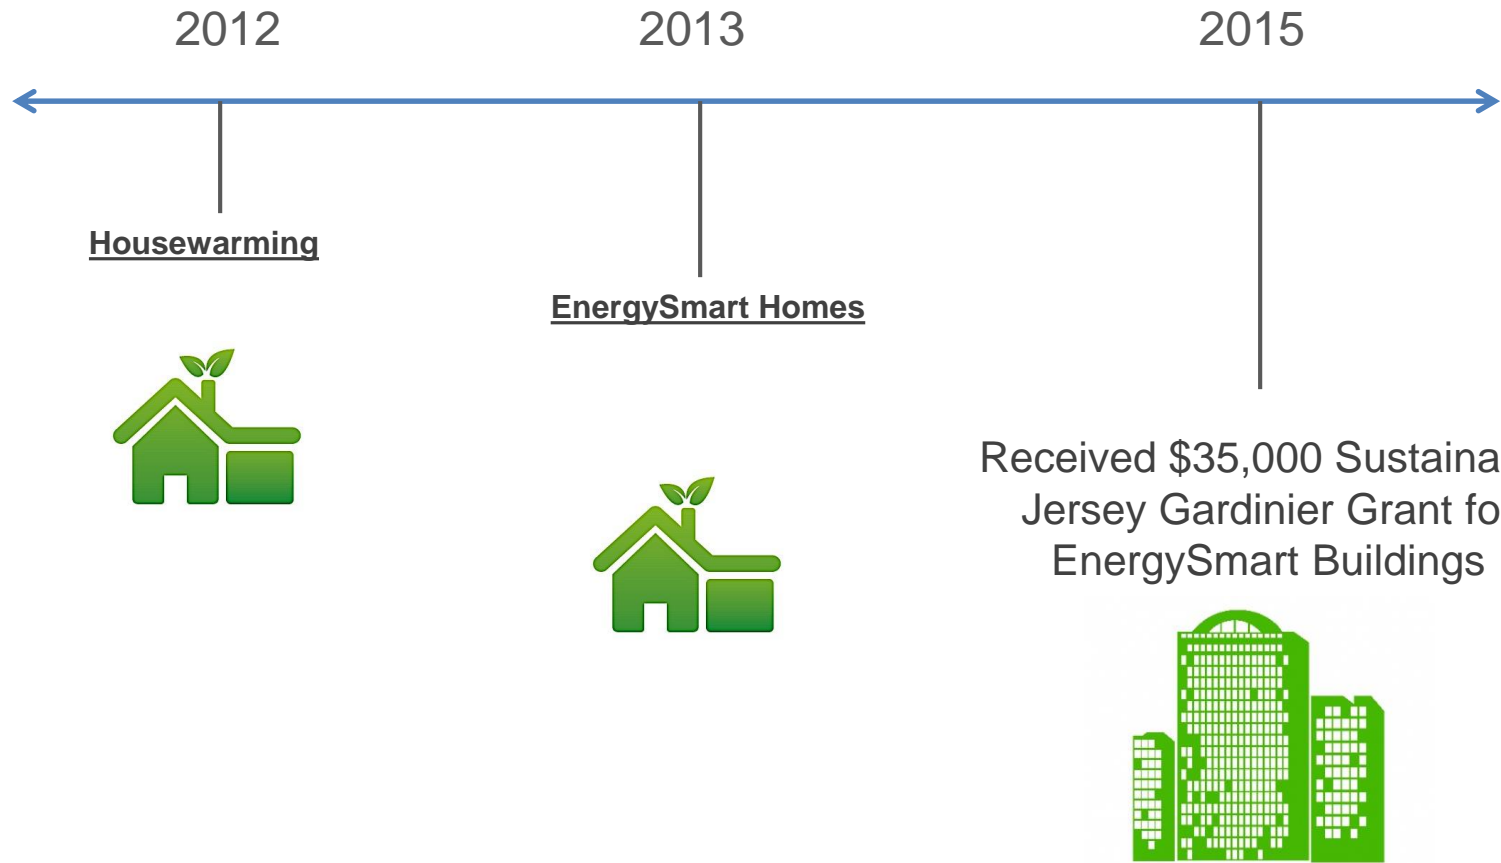 2012
2013
2015
Housewarming
EnergySmart Homes
Received $35,000 Sustaina
Jersey Gardinier Grant fo
EnergySmart Buildings